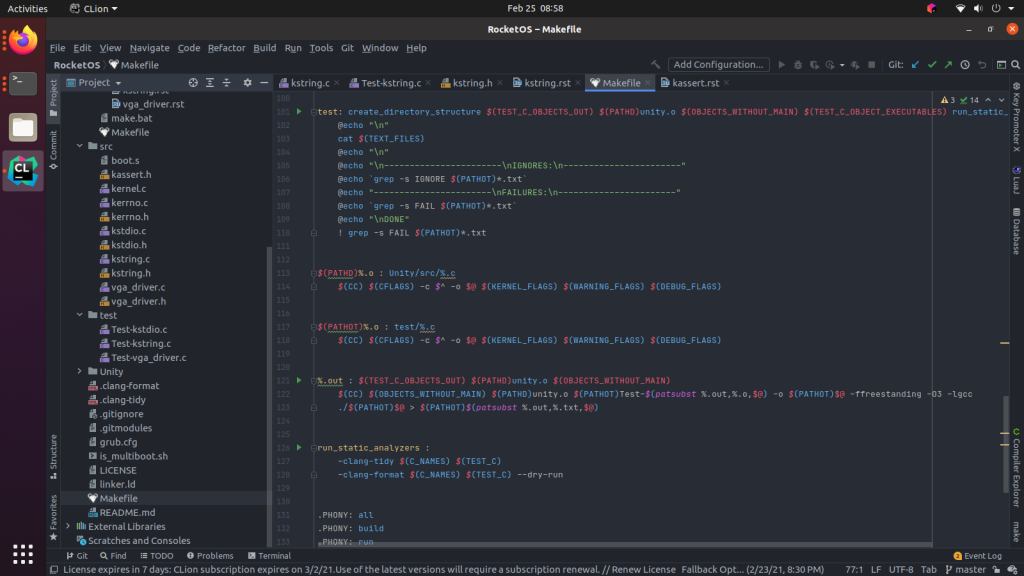 Activities CLion Feb 25 08:58
RocketOS – Makefile
File Edit View Navigate Code Refactor Build Run Tools Git Window Help
RocketOS Makefile Add Configuration... Git:
Project kstring.c Test-kstring.c kstring.h kstring.rst Makefile kassert.rst
kstring.rst
vga_driver.rst
make.bat
Makefile
src
boot.s
kassert.h
kernel.c
kerrno.c
kerrno.h
kstdio.c
kstdio.h
kstring.c
kstring.h
vga_driver.c
vga_driver.h
test
Test-kstdio.c
Test-kstring.c
Test-vga_driver.c
Unity
.clang-format
.clang-tidy
.gitignore
.gitmodules
grub.cfg
is_multiboot.sh
LICENSE
linker.ld
Makefile
README.md
External Libraries
Scratches and Consoles
Project
Commit
Structure
Favorites
3 14
100
101 test: create_directory_structure $(TEST_C_OBJECTS_OUT) $(PATHD)unity.o $(OBJECTS_WITHOUT_MAIN) $(TEST_C_OBJECT_EXECUTABLES) run_static_
102 @echo "\n"
103 cat $(TEXT_FILES)
104 @echo "\n"
105 @echo "\n-----------------------\nIGNORES:\n-----------------------"
106 @echo `grep -s IGNORE $(PATHOT)*.txt`
107 @echo "-----------------------\nFAILURES:\n-----------------------"
108 @echo `grep -s FAIL $(PATHOT)*.txt`
109 @echo "\nDONE"
110 ! grep -s FAIL $(PATHOT)*.txt
111
112
113 $(PATHD)%.o : Unity/src/%.c
114 $(CC) $(CFLAGS) -c $^ -o $@ $(KERNEL_FLAGS) $(WARNING_FLAGS) $(DEBUG_FLAGS)
115
116
117 $(PATHOT)%.o : test/%.c
118 $(CC) $(CFLAGS) -c $^ -o $@ $(KERNEL_FLAGS) $(WARNING_FLAGS) $(DEBUG_FLAGS)
119
120
121 %.out : $(TEST_C_OBJECTS_OUT) $(PATHD)unity.o $(OBJECTS_WITHOUT_MAIN)
122 $(CC) $(OBJECTS_WITHOUT_MAIN) $(PATHD)unity.o $(PATHOT)Test-$(patsubst %.out,%.o,$@) -o $(PATHOT)$@ -ffreestanding -O3 -lgcc
123 ./$(PATHOT)$@ > $(PATHOT)$(patsubst %.out,%.txt,$@)
124
125
126 run_static_analyzers :
127 -clang-tidy $(C_NAMES) $(TEST_C)
128 -clang-format $(C_NAMES) $(TEST_C) --dry-run
129
130
131 .PHONY: all
132 .PHONY: build
133 .PHONY: run
Key Promoter X
LuaJ
Database
Compiler Explorer
make
Git Find TODO Problems Terminal 2 Event Log
License expires in 7 days: CLion subscription expires on 3/2/21.Use of the latest versions will require a subscription renewal. // Renew License Fallback Opt... (2/23/21, 8:30 PM) 77:1 LF UTF-8 Tab master